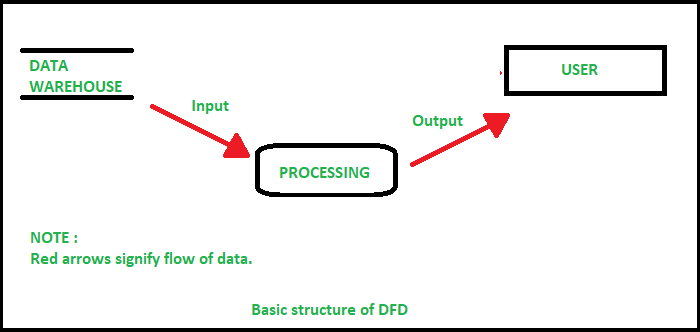 DATA
WAREHOUSE
USER
Input
Output
PROCESSING
NOTE :
Red arrows signify flow of data.
Basic structure of DFD